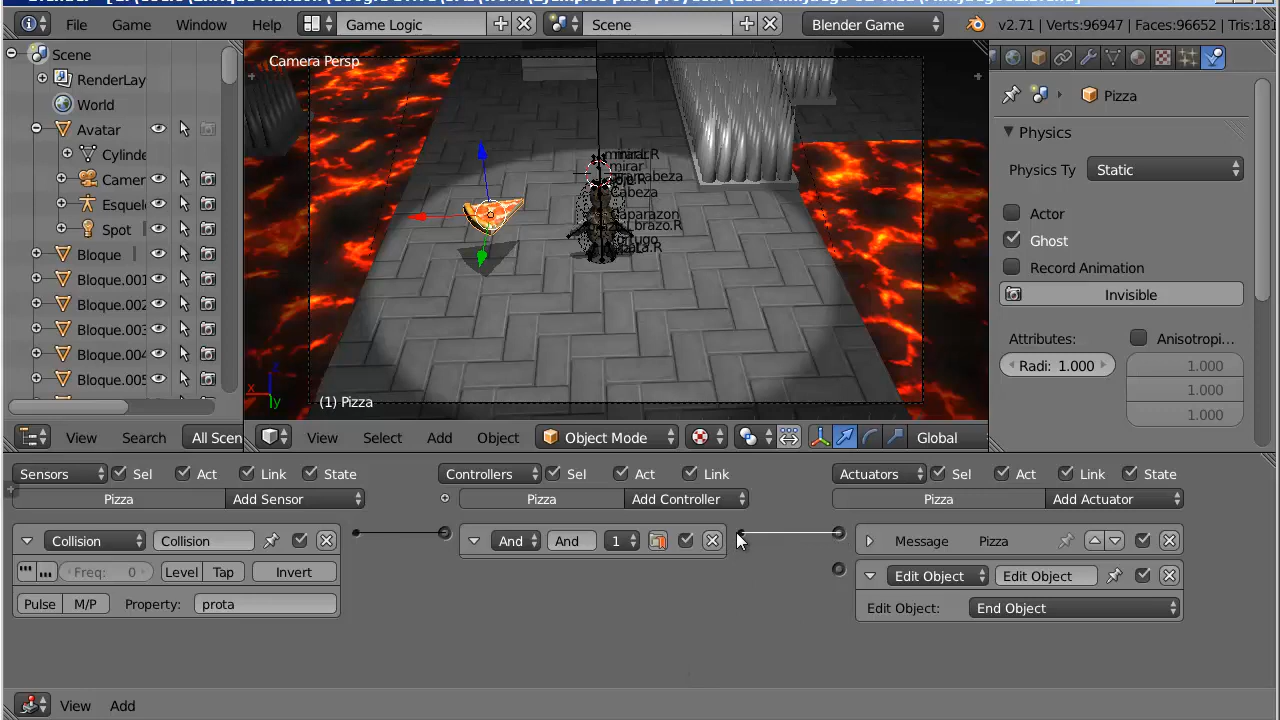 File Game Window Help Game Logic Scene Blender Game v2.71 | Verts:96947 | Faces:96652 | Tris:181
Scene
RenderLay
World
Avatar
Cylinde
Camer
Esquel
Spot
Bloque
Bloque.001
Bloque.002
Bloque.003
Bloque.004
Bloque.005
Camera Persp
mirar
Cabeza
caparazon
brazo.R
(1) Pizza
Pizza
Physics
Physics Ty Static
Actor
Ghost
Record Animation
Invisible
Attributes: Anisotropi...
Radi: 1.000 1.000
1.000
1.000
View Search All Scen View Select Add Object Object Mode Global
Sensors Sel Act Link State Controllers Sel Act Link Actuators Sel Act Link State
Pizza Add Sensor Pizza Add Controller Pizza Add Actuator
Collision Collision And And 1 Message Pizza
Freq: 0 Level Tap Invert Edit Object Edit Object
Pulse M/P Property: prota Edit Object: End Object
View Add